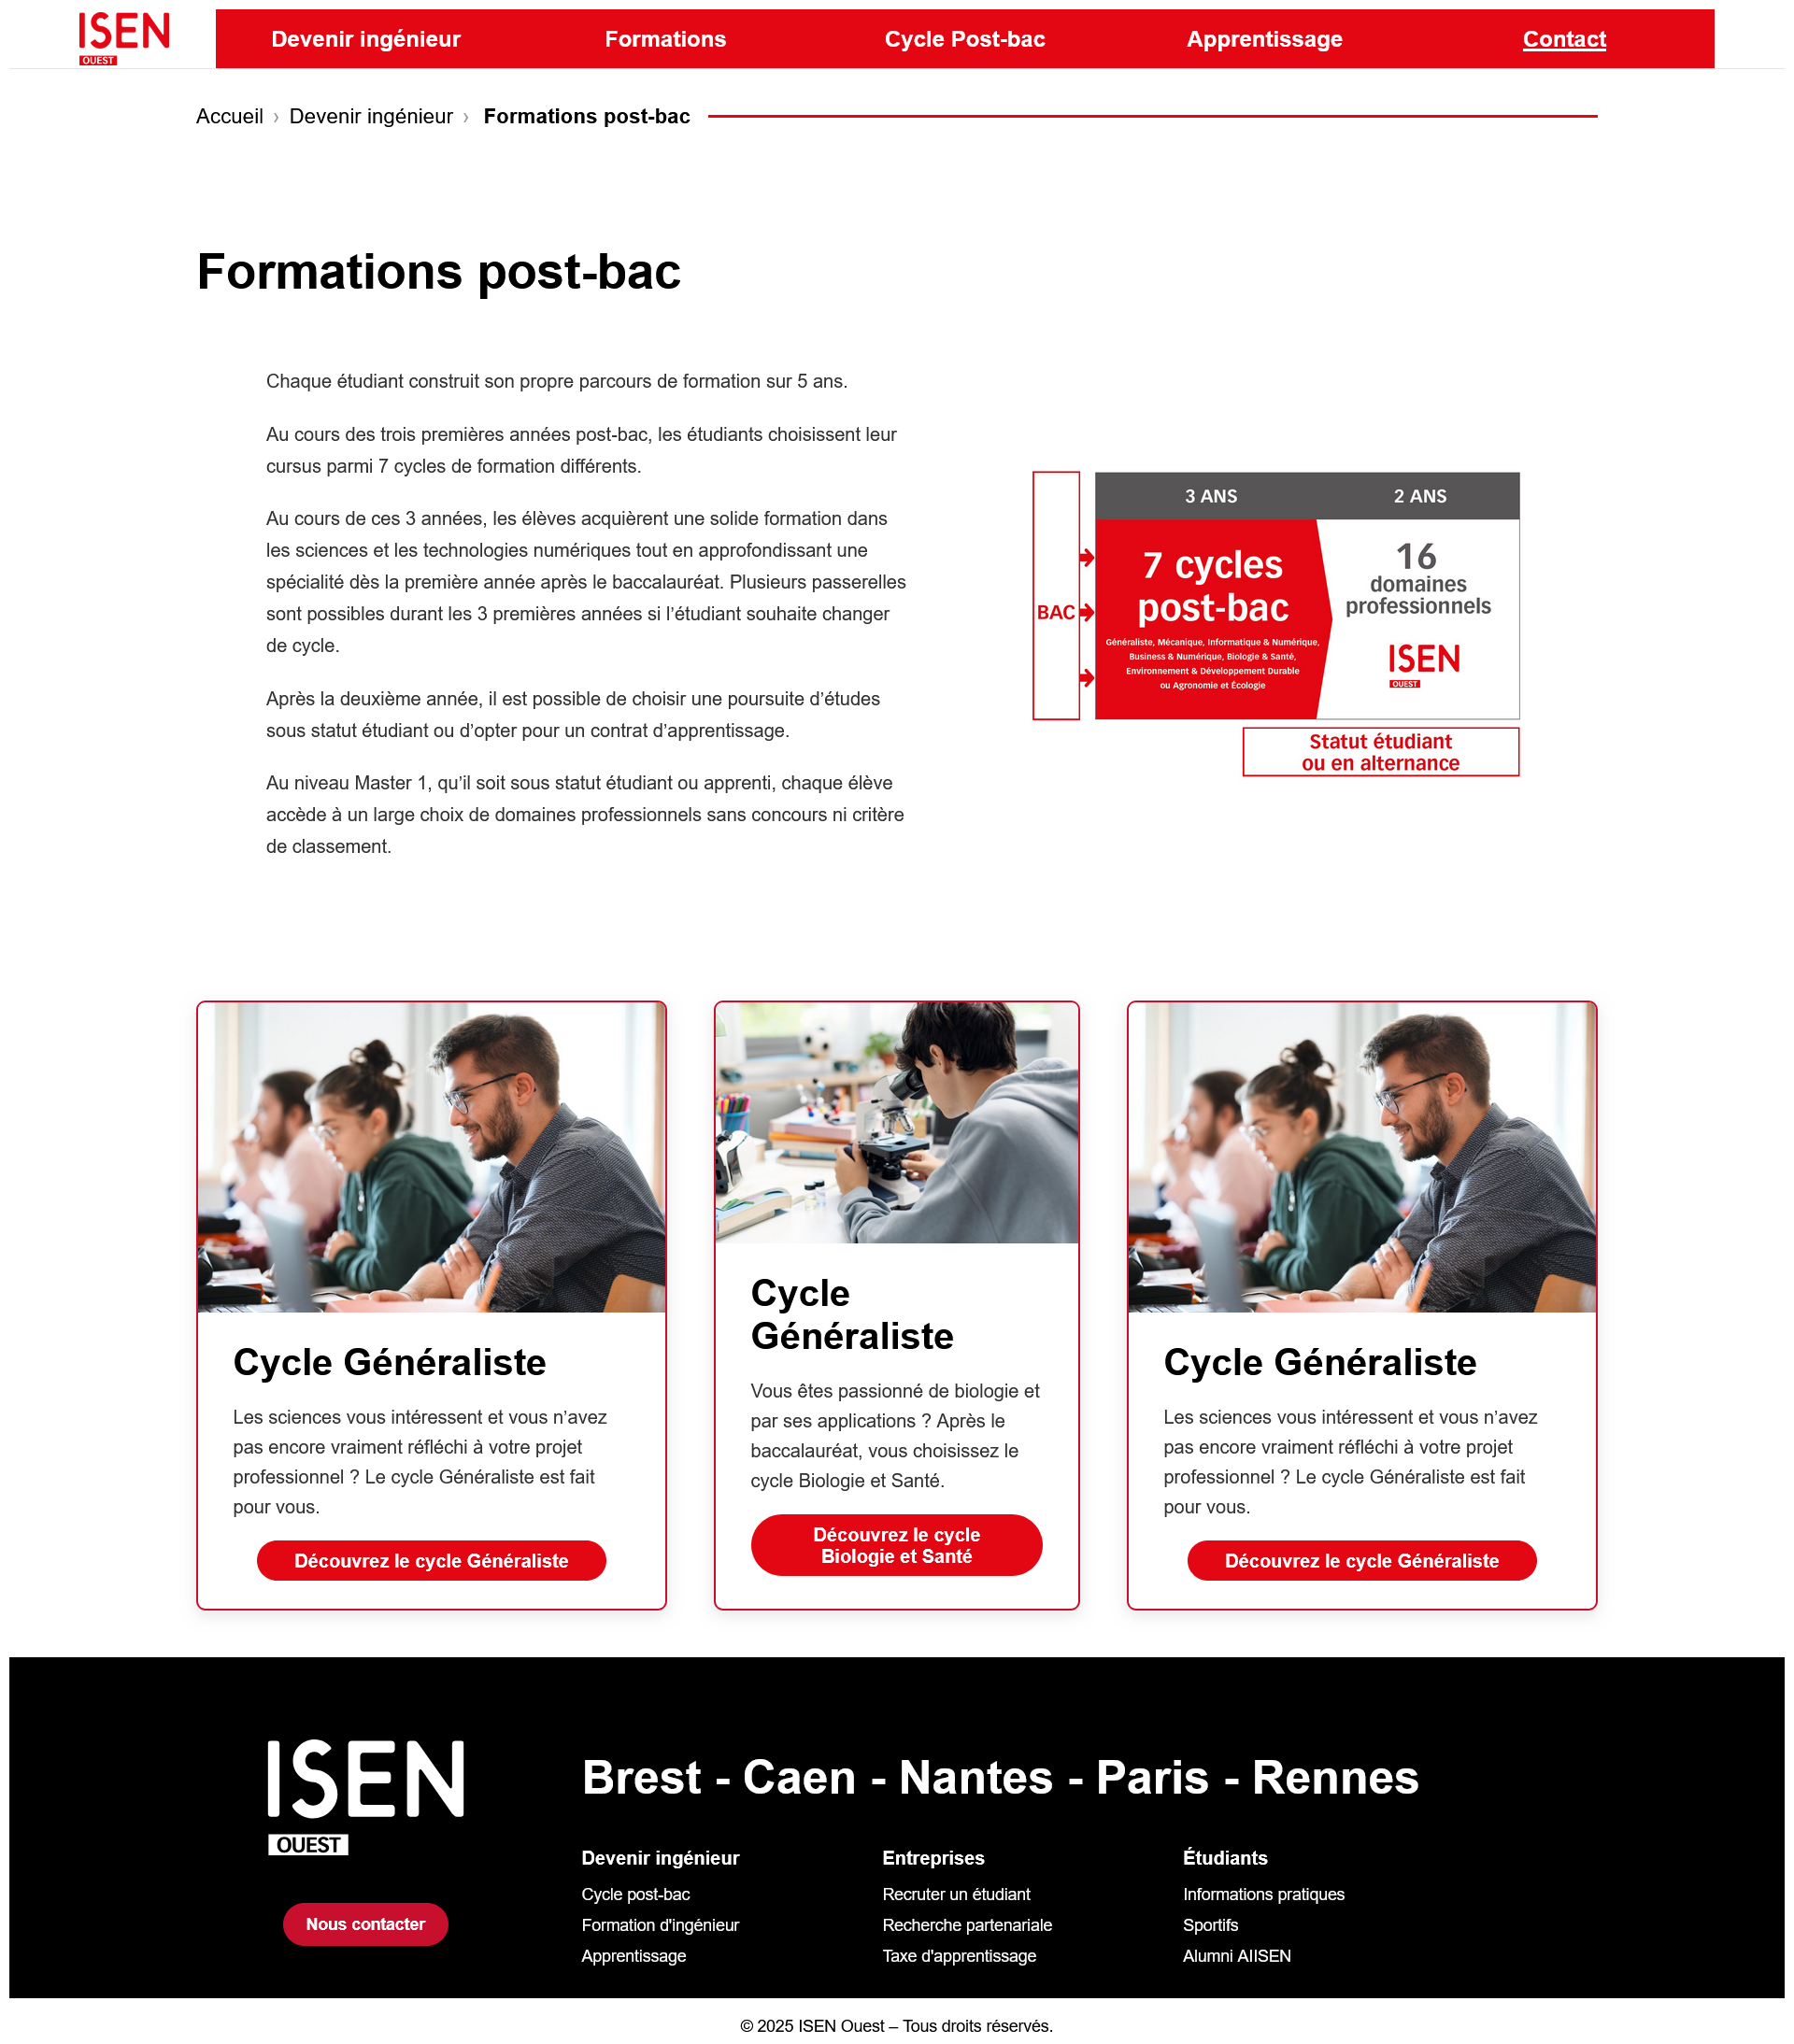 ISEN
OUEST
Devenir ingénieur
Formations
Cycle Post-bac
Apprentissage
Contact
Accueil › Devenir ingénieur › Formations post-bac
Formations post-bac
Chaque étudiant construit son propre parcours de formation sur 5 ans.
Au cours des trois premières années post-bac, les étudiants choisissent leur
cursus parmi 7 cycles de formation différents.
Au cours de ces 3 années, les élèves acquièrent une solide formation dans
les sciences et les technologies numériques tout en approfondissant une
spécialité dès la première année après le baccalauréat. Plusieurs passerelles
sont possibles durant les 3 premières années si l’étudiant souhaite changer
de cycle.
Après la deuxième année, il est possible de choisir une poursuite d’études
sous statut étudiant ou d’opter pour un contrat d’apprentissage.
Au niveau Master 1, qu’il soit sous statut étudiant ou apprenti, chaque élève
accède à un large choix de domaines professionnels sans concours ni critère
de classement.
BAC
3 ANS
2 ANS
7 cycles
post-bac
Généraliste, Mécanique, Informatique & Numérique,
Business & Numérique, Biologie & Santé,
Environnement & Développement Durable
ou Agronomie et Écologie
16
domaines
professionnels
ISEN
OUEST
Statut étudiant
ou en alternance
Cycle Généraliste
Les sciences vous intéressent et vous n’avez
pas encore vraiment réfléchi à votre projet
professionnel ? Le cycle Généraliste est fait
pour vous.
Découvrez le cycle Généraliste
Cycle
Généraliste
Vous êtes passionné de biologie et
par ses applications ? Après le
baccalauréat, vous choisissez le
cycle Biologie et Santé.
Découvrez le cycle
Biologie et Santé
Cycle Généraliste
Les sciences vous intéressent et vous n’avez
pas encore vraiment réfléchi à votre projet
professionnel ? Le cycle Généraliste est fait
pour vous.
Découvrez le cycle Généraliste
ISEN
OUEST
Nous contacter
Brest - Caen - Nantes - Paris - Rennes
Devenir ingénieur
Cycle post-bac
Formation d'ingénieur
Apprentissage
Entreprises
Recruter un étudiant
Recherche partenariale
Taxe d'apprentissage
Étudiants
Informations pratiques
Sportifs
Alumni AIISEN
© 2025 ISEN Ouest – Tous droits réservés.